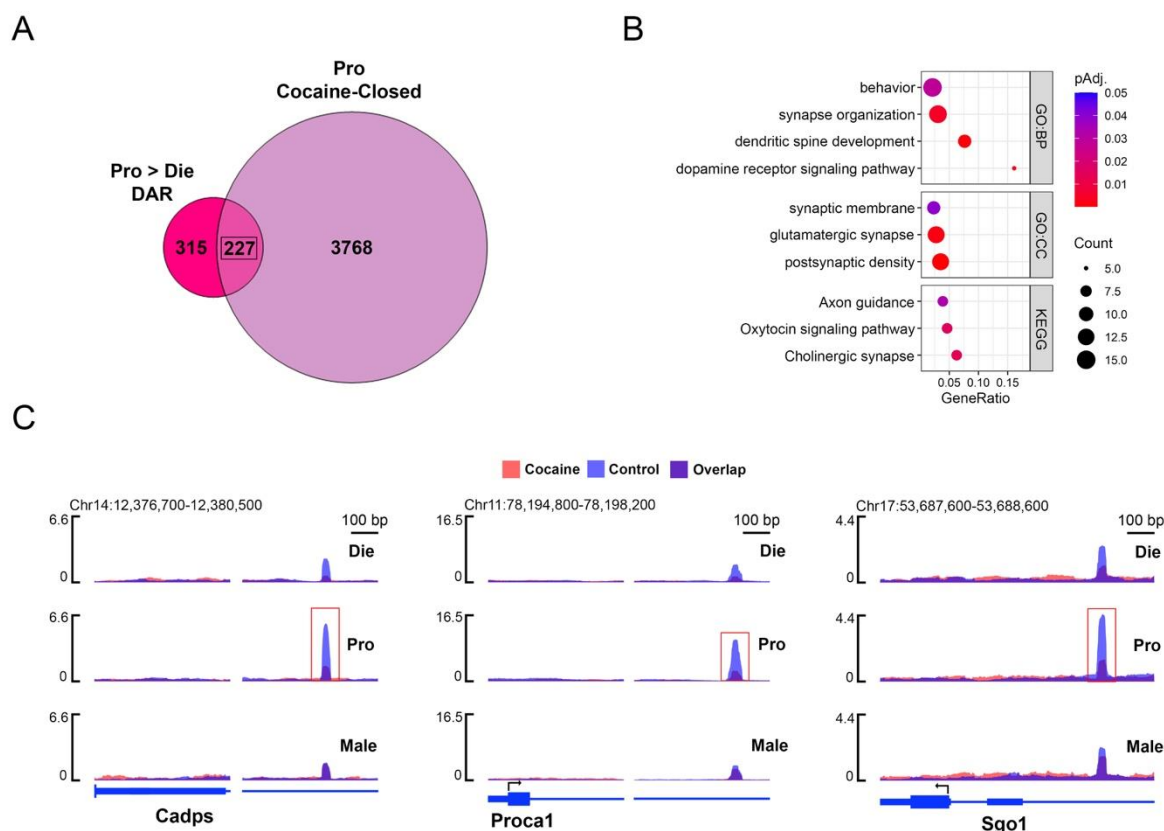 A
Pro
Cocaine-Closed
Pro > Die
DAR
315
227
3768
B
behavior
synapse organization
dendritic spine development
dopamine receptor signaling pathway
GO:BP
synaptic membrane
glutamatergic synapse
postsynaptic density
GO:CC
Axon guidance
Oxytocin signaling pathway
Cholinergic synapse
KEGG
0.05 0.10 0.15
GeneRatio
pAdj.
0.05
0.04
0.03
0.02
0.01
Count
5.0
7.5
10.0
12.5
15.0
C
Cocaine Control Overlap
Chr14:12,376,700-12,380,500
6.6
0
100 bp
Die
6.6
0
Pro
6.6
0
Male
Cadps
Chr11:78,194,800-78,198,200
16.5
0
100 bp
Die
16.5
0
Pro
16.5
0
Male
Proca1
Chr17:53,687,600-53,688,600
4.4
0
100 bp
Die
4.4
0
Pro
4.4
0
Male
Sgo1